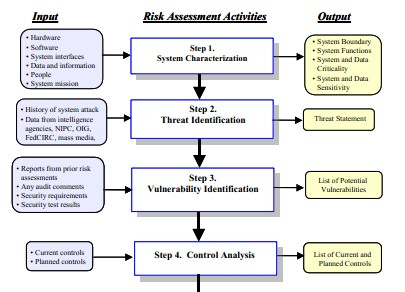 Input
Risk Assessment Activities
Output
• Hardware
• Software
• System interfaces
• Data and information
• People
• System mission
Step 1.
System Characterization
• System Boundary
• System Functions
• System and Data
Criticality
• System and Data
Sensitivity
• History of system attack
• Data from intelligence
agencies, NIPC, OIG,
FedCIRC, mass media,
Step 2.
Threat Identification
Threat Statement
• Reports from prior risk
assessments
• Any audit comments
• Security requirements
• Security test results
Step 3.
Vulnerability Identification
List of Potential
Vulnerabilities
• Current controls
• Planned controls
Step 4. Control Analysis
List of Current and
Planned Controls